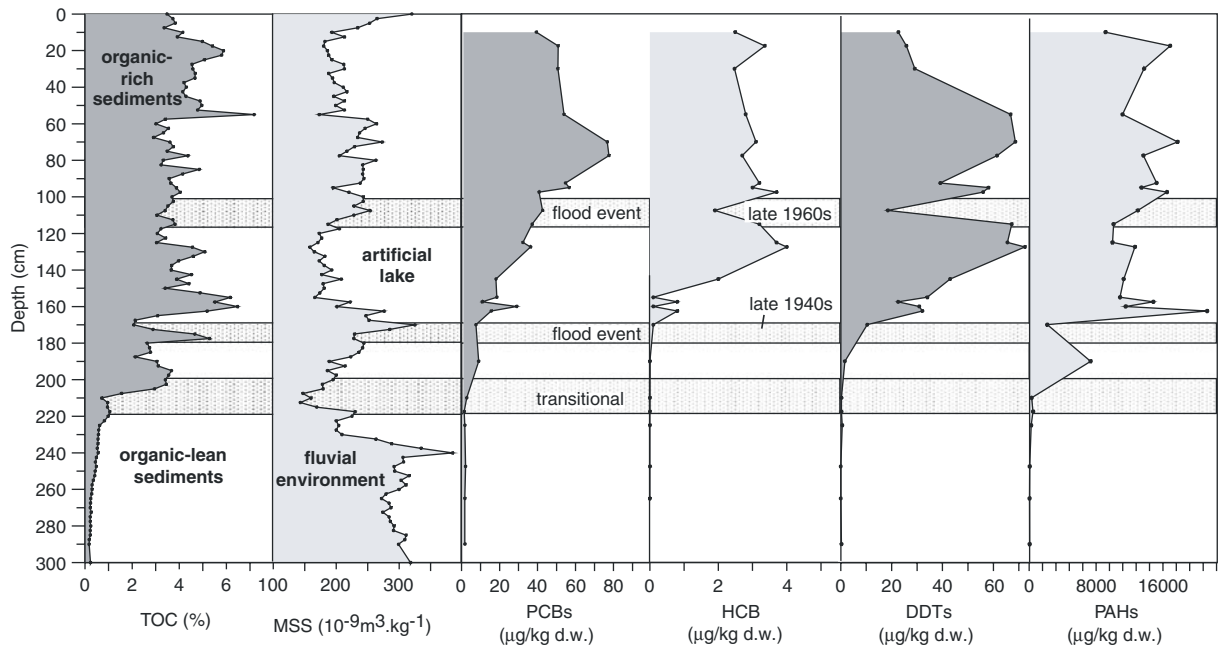 0
20
40
60
80
100
120
140
160
180
200
220
240
260
280
300
Depth (cm)
organic-
rich
sediments
flood event
late 1960s
artificial
lake
late 1940s
flood event
transitional
organic-lean
sediments
fluvial
environment
0 2 4 6 100 200 300 0 20 40 60 0 2 4 0 20 40 60 0 8000 16000
TOC (%)
MSS (10-9m3.kg-1)
PCBs
(µg/kg d.w.)
HCB
(µg/kg d.w.)
DDTs
(µg/kg d.w.)
PAHs
(µg/kg d.w.)